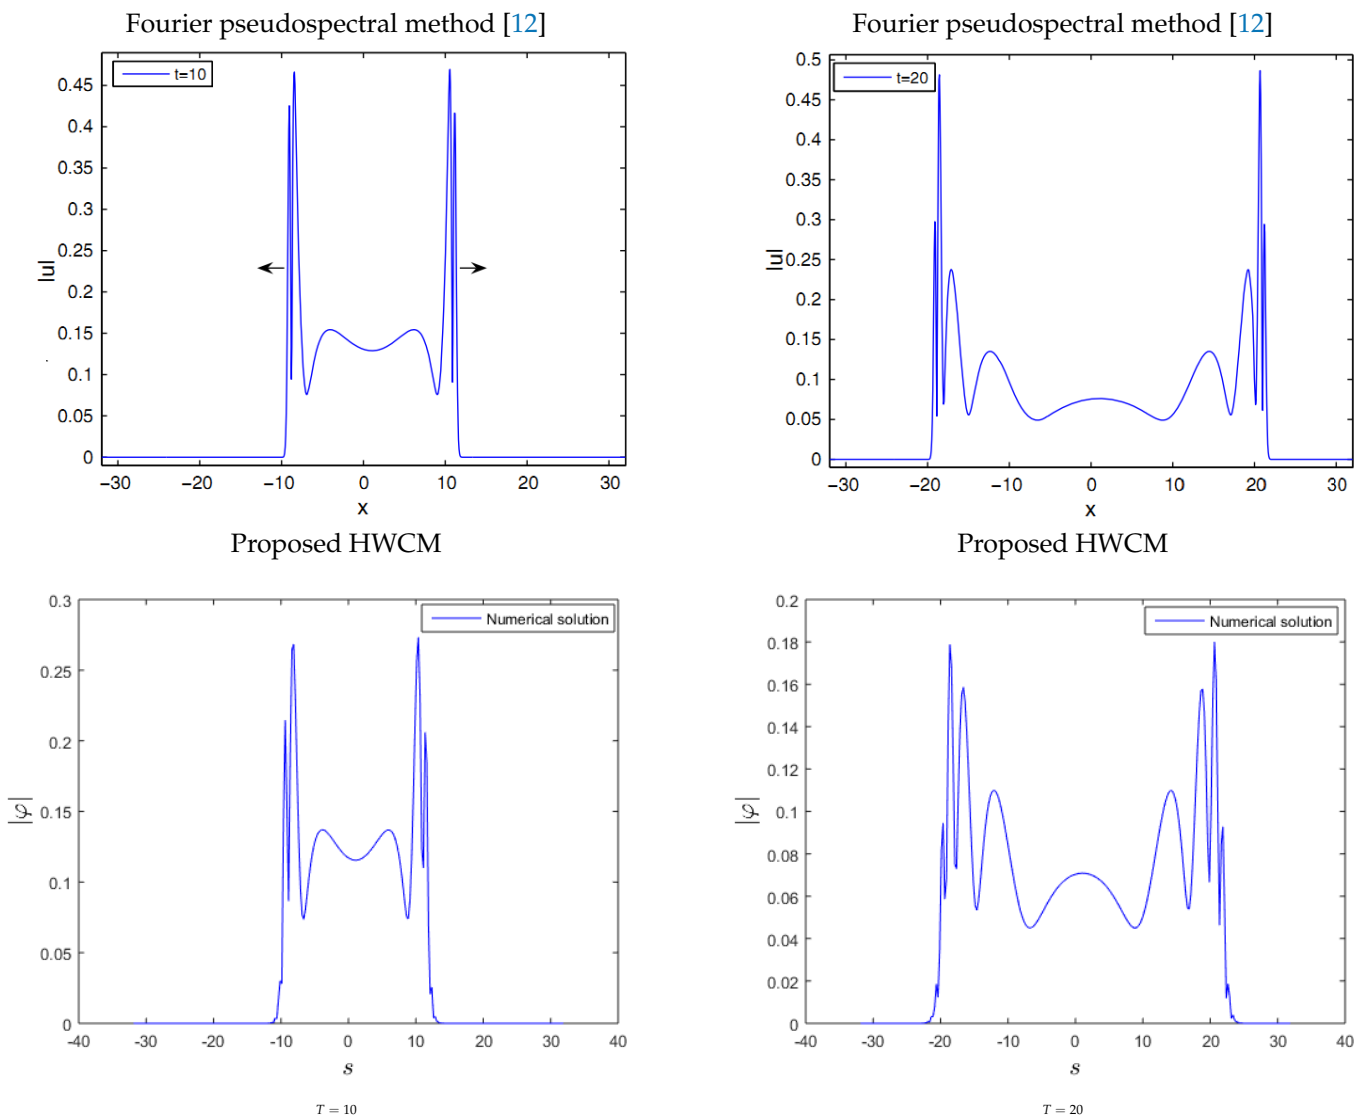 Fourier pseudospectral method [12]
t=10
0.45
0.4
0.35
0.3
0.25
0.2
0.15
0.1
0.05
0
|u|
−30 −20 −10 0 10 20 30
x
Fourier pseudospectral method [12]
t=20
0.5
0.45
0.4
0.35
0.3
0.25
0.2
0.15
0.1
0.05
0
|u|
−30 −20 −10 0 10 20 30
x
Proposed HWCM
Numerical solution
0.3
0.25
0.2
0.15
0.1
0.05
0
|φ|
-40 -30 -20 -10 0 10 20 30 40
s
T = 10
Proposed HWCM
Numerical solution
0.2
0.18
0.16
0.14
0.12
0.1
0.08
0.06
0.04
0.02
0
|φ|
-40 -30 -20 -10 0 10 20 30 40
s
T = 20